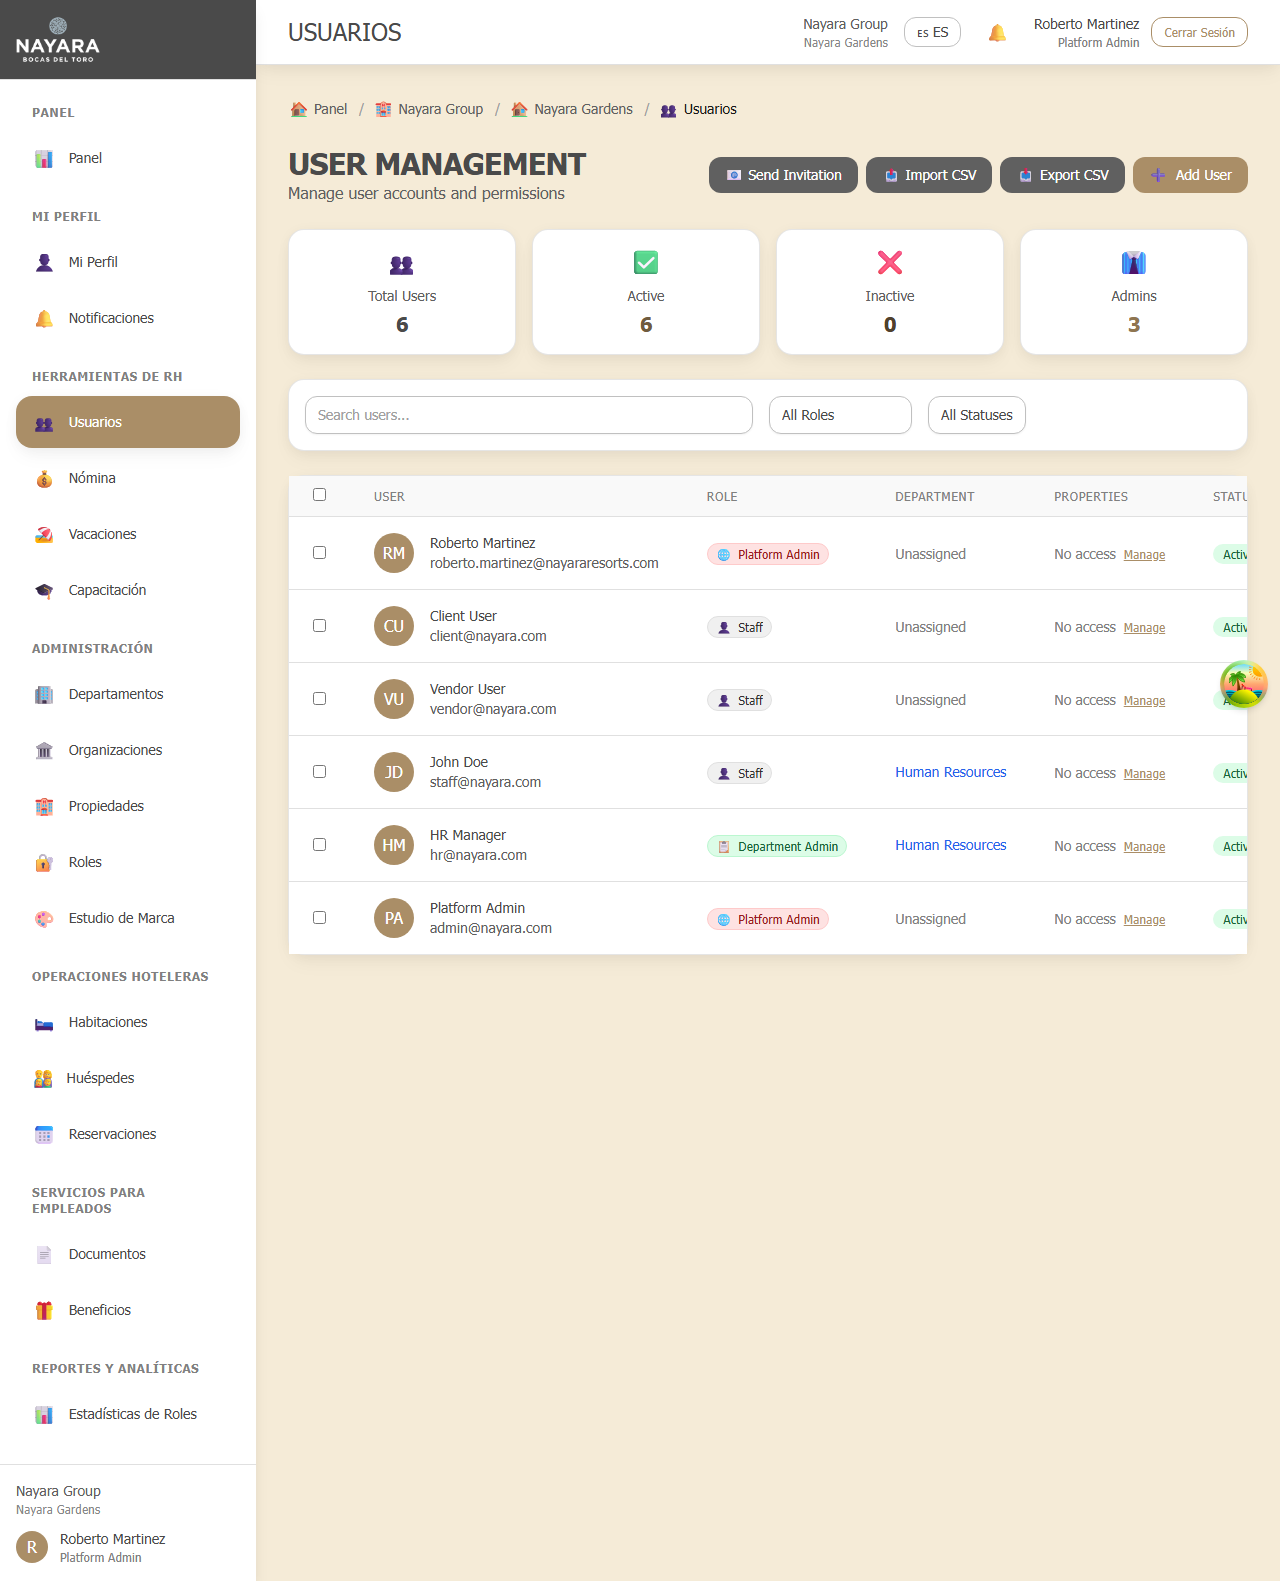 NAYARA
BOCAS DEL TORO
USUARIOS
Nayara Group
Nayara Gardens
ES ES
Roberto Martinez
Platform Admin
Cerrar Sesión
PANEL
Panel
MI PERFIL
Mi Perfil
Notificaciones
HERRAMIENTAS DE RH
Usuarios
Nómina
Vacaciones
Capacitación
ADMINISTRACIÓN
Departamentos
Organizaciones
Propiedades
Roles
Estudio de Marca
OPERACIONES HOTELERAS
Habitaciones
Huéspedes
Reservaciones
SERVICIOS PARA
EMPLEADOS
Documentos
Beneficios
REPORTES Y ANALÍTICAS
Estadísticas de Roles
Nayara Group
Nayara Gardens
R
Roberto Martinez
Platform Admin
Panel / Nayara Group / Nayara Gardens / Usuarios
USER MANAGEMENT
Manage user accounts and permissions
Send Invitation
Import CSV
Export CSV
Add User
Total Users
6
Active
6
Inactive
0
Admins
3
Search users...
All Roles
All Statuses
USER ROLE DEPARTMENT PROPERTIES STATU
RM Roberto Martinez
roberto.martinez@nayararesorts.com
Platform Admin Unassigned No access Manage Activ
CU Client User
client@nayara.com
Staff Unassigned No access Manage Activ
VU Vendor User
vendor@nayara.com
Staff Unassigned No access Manage
JD John Doe
staff@nayara.com
Staff Human Resources No access Manage Activ
HM HR Manager
hr@nayara.com
Department Admin Human Resources No access Manage Activ
PA Platform Admin
admin@nayara.com
Platform Admin Unassigned No access Manage Activ